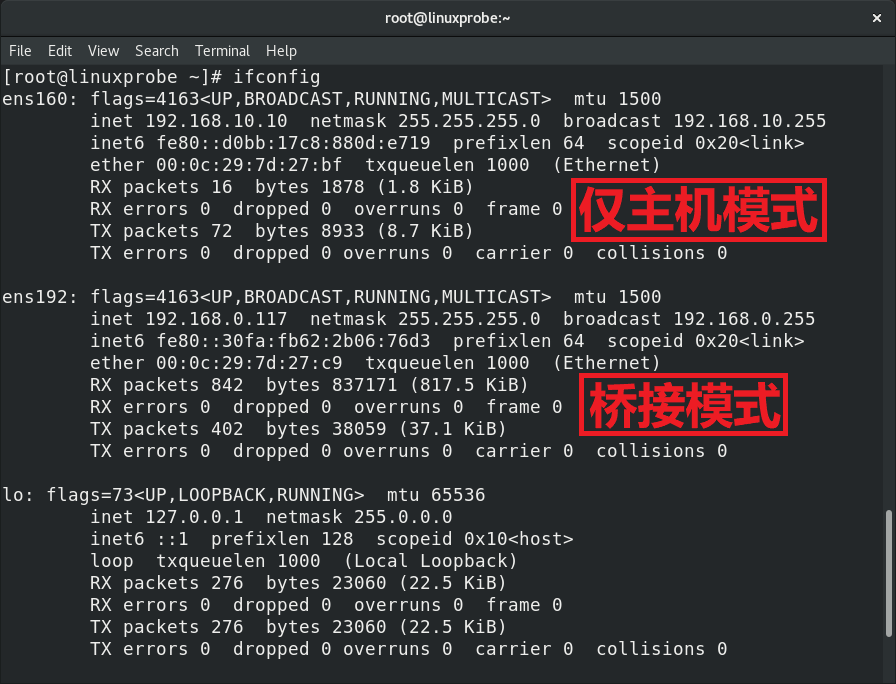 root@linuxprobe:~
File Edit View Search Terminal Help
[root@linuxprobe ~]# ifconfig
ens160: flags=4163<UP,BROADCAST,RUNNING,MULTICAST>  mtu 1500
        inet 192.168.10.10  netmask 255.255.255.0  broadcast 192.168.10.255
        inet6 fe80::d0bb:17c8:880d:e719  prefixlen 64  scopeid 0x20<link>
        ether 00:0c:29:7d:27:bf  txqueuelen 1000  (Ethernet)
        RX packets 16  bytes 1878 (1.8 KiB)
        RX errors 0  dropped 0  overruns 0  frame 0
仅主机模式
        TX packets 72  bytes 8933 (8.7 KiB)
        TX errors 0  dropped 0 overruns 0  carrier 0  collisions 0
ens192: flags=4163<UP,BROADCAST,RUNNING,MULTICAST>  mtu 1500
        inet 192.168.0.117  netmask 255.255.255.0  broadcast 192.168.0.255
        inet6 fe80::30fa:fb62:2b06:76d3  prefixlen 64  scopeid 0x20<link>
        ether 00:0c:29:7d:27:c9  txqueuelen 1000  (Ethernet)
        RX packets 842  bytes 837171 (817.5 KiB)
        RX errors 0  dropped 0  overruns 0  frame 0
桥接模式
        TX packets 402  bytes 38059 (37.1 KiB)
        TX errors 0  dropped 0 overruns 0  carrier 0  collisions 0
lo: flags=73<UP,LOOPBACK,RUNNING>  mtu 65536
        inet 127.0.0.1  netmask 255.0.0.0
        inet6 ::1  prefixlen 128  scopeid 0x10<host>
        loop  txqueuelen 1000  (Local Loopback)
        RX packets 276  bytes 23060 (22.5 KiB)
        RX errors 0  dropped 0  overruns 0  frame 0
        TX packets 276  bytes 23060 (22.5 KiB)
        TX errors 0  dropped 0 overruns 0  carrier 0  collisions 0